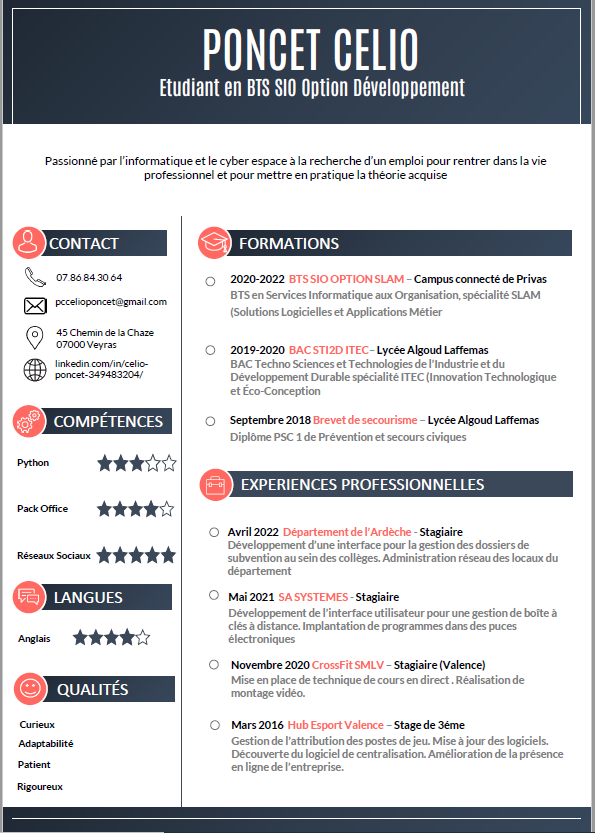 PONCET CELIO
Etudiant en BTS SIO Option Développement
Passionné par l'informatique et le cyber espace à la recherche d'un emploi pour rentrer dans la vie
professionnel et pour mettre en pratique la théorie acquise
CONTACT
07.86.84.30.64
pccelioponcet@gmail.com
45 Chemin de la Chaze
07000 Veyras
linkedin.com/in/celio-
poncet-349483204/
COMPÉTENCES
Python
Pack Office
Réseaux Sociaux
LANGUES
Anglais
QUALITÉS
Curieux
Adaptabilité
Patient
Rigoureux
FORMATIONS
2020-2022 BTS SIO OPTION SLAM – Campus connecté de Privas
BTS en Services Informatique aux Organisation, spécialité SLAM
(Solutions Logicielles et Applications Métier
2019-2020 BAC STI2D ITEC– Lycée Algoud Laffemas
BAC Techno Sciences et Technologies de l'Industrie et du
Développement Durable spécialité ITEC (Innovation Technologique
et Éco-Conception
Septembre 2018 Brevet de secourisme – Lycée Algoud Laffemas
Diplôme PSC 1 de Prévention et secours civiques
EXPERIENCES PROFESSIONNELLES
Avril 2022 Département de l'Ardèche - Stagiaire
Développement d'une interface pour la gestion des dossiers de
subvention au sein des collèges. Administration réseau des locaux du
département
Mai 2021 SA SYSTEMES - Stagiaire
Développement de l'interface utilisateur pour une gestion de boîte à
clés à distance. Implantation de programmes dans des puces
électroniques
Novembre 2020 CrossFit SMLV – Stagiaire (Valence)
Mise en place de technique de cours en direct . Réalisation de
montage vidéo.
Mars 2016 Hub Esport Valence – Stage de 3éme
Gestion de l'attribution des postes de jeu. Mise à jour des logiciels.
Découverte du logiciel de centralisation. Amélioration de la présence
en ligne de l'entreprise.